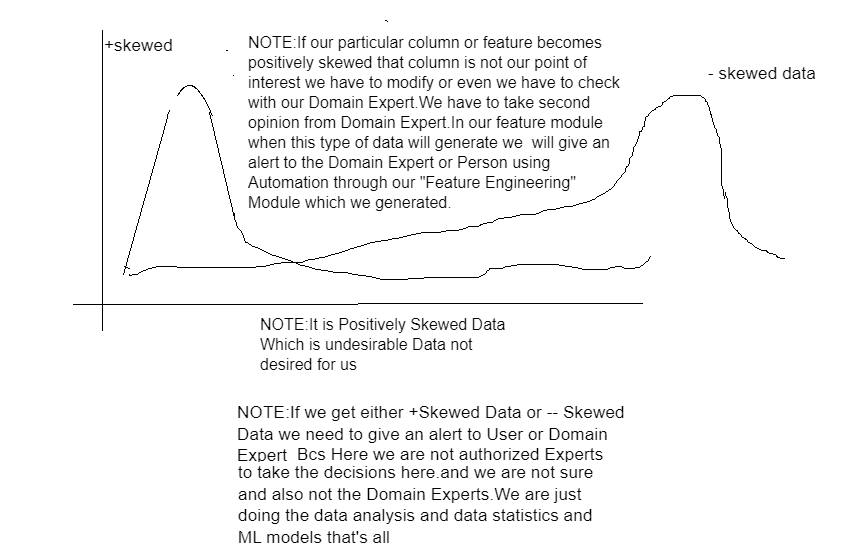 +skewed
NOTE:If our particular column or feature becomes
positively skewed that column is not our point of
interest we have to modify or even we have to check
with our Domain Expert.We have to take second
opinion from Domain Expert.In our feature module
when this type of data will generate we  will give an
alert to the Domain Expert or Person using
Automation through our "Feature Engineering"
Module which we generated.
- skewed data
NOTE:It is Positively Skewed Data
Which is undesirable Data not
desired for us
NOTE:If we get either +Skewed Data or -- Skewed
Data we need to give an alert to User or Domain
Expert  Bcs Here we are not authorized Experts
to take the decisions here.and we are not sure
and also not the Domain Experts.We are just
doing the data analysis and data statistics and
ML models that's all